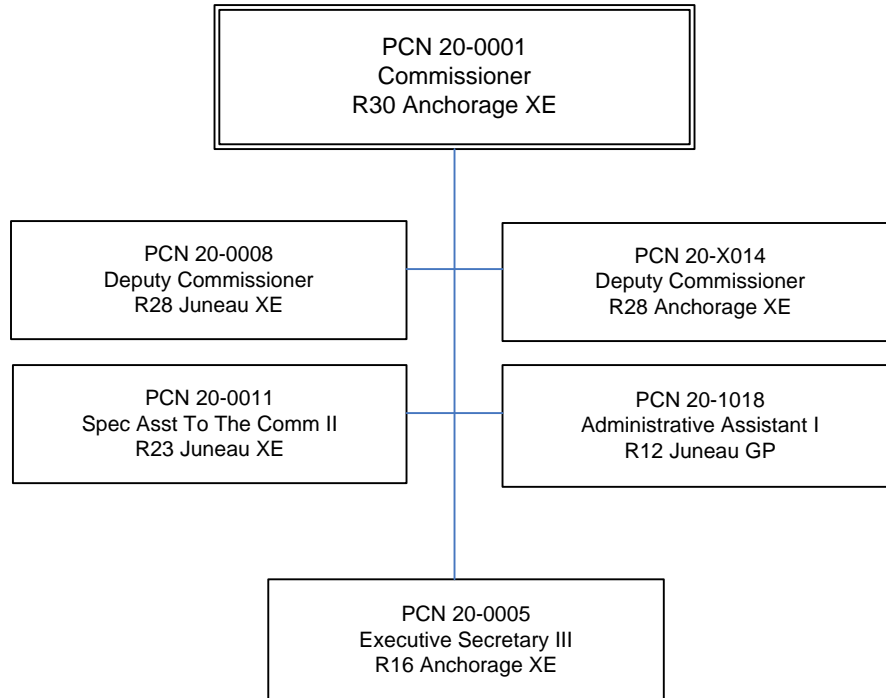 PCN 20-0001
Commissioner
R30 Anchorage XE
PCN 20-0008
Deputy Commissioner
R28 Juneau XE
PCN 20-X014
Deputy Commissioner
R28 Anchorage XE
PCN 20-0011
Spec Asst To The Comm II
R23 Juneau XE
PCN 20-1018
Administrative Assistant I
R12 Juneau GP
PCN 20-0005
Executive Secretary III
R16 Anchorage XE